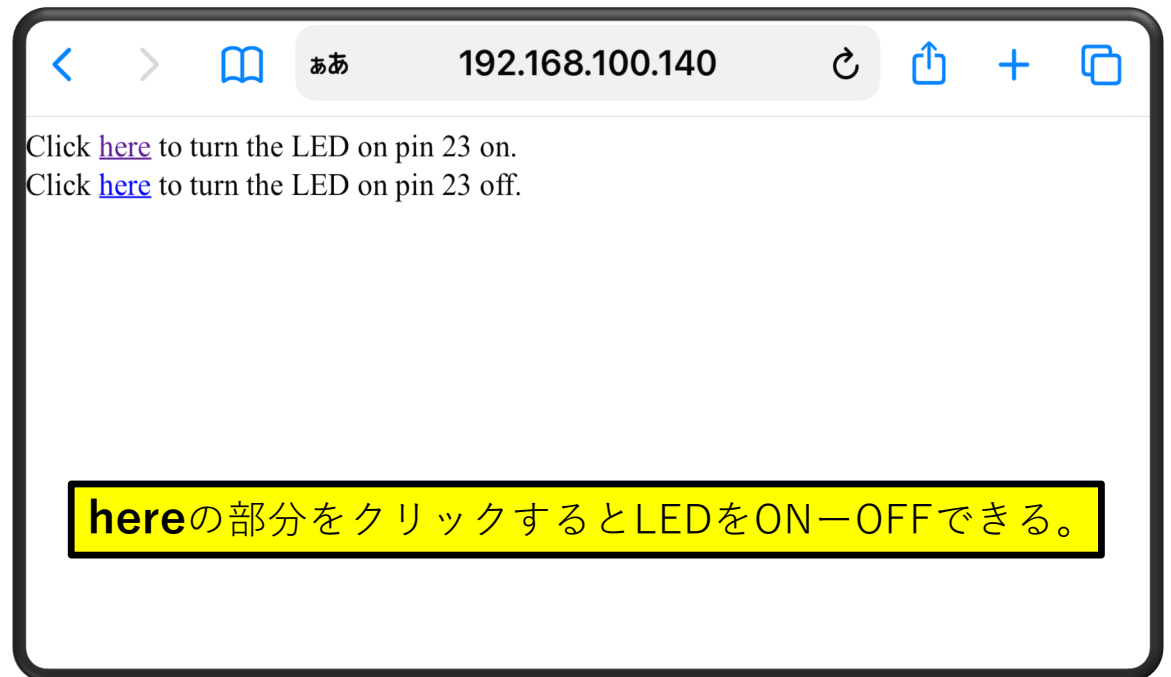 ぁあ 192.168.100.140
Click here to turn the LED on pin 23 on.
Click here to turn the LED on pin 23 off.
hereの部分をクリックするとLEDをONーOFFできる。